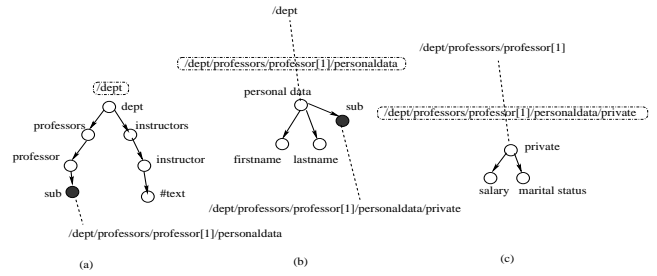 /dept
dept
professors
instructors
professor
instructor
sub
#text
/dept/professors/professor[1]/personaldata
(a)
/dept
/dept/professors/professor[1]/personaldata
personal data
sub
firstname
lastname
/dept/professors/professor[1]/personaldata/private
(b)
/dept/professors/professor[1]
/dept/professors/professor[1]/personaldata/private
private
salary
marital status
(c)